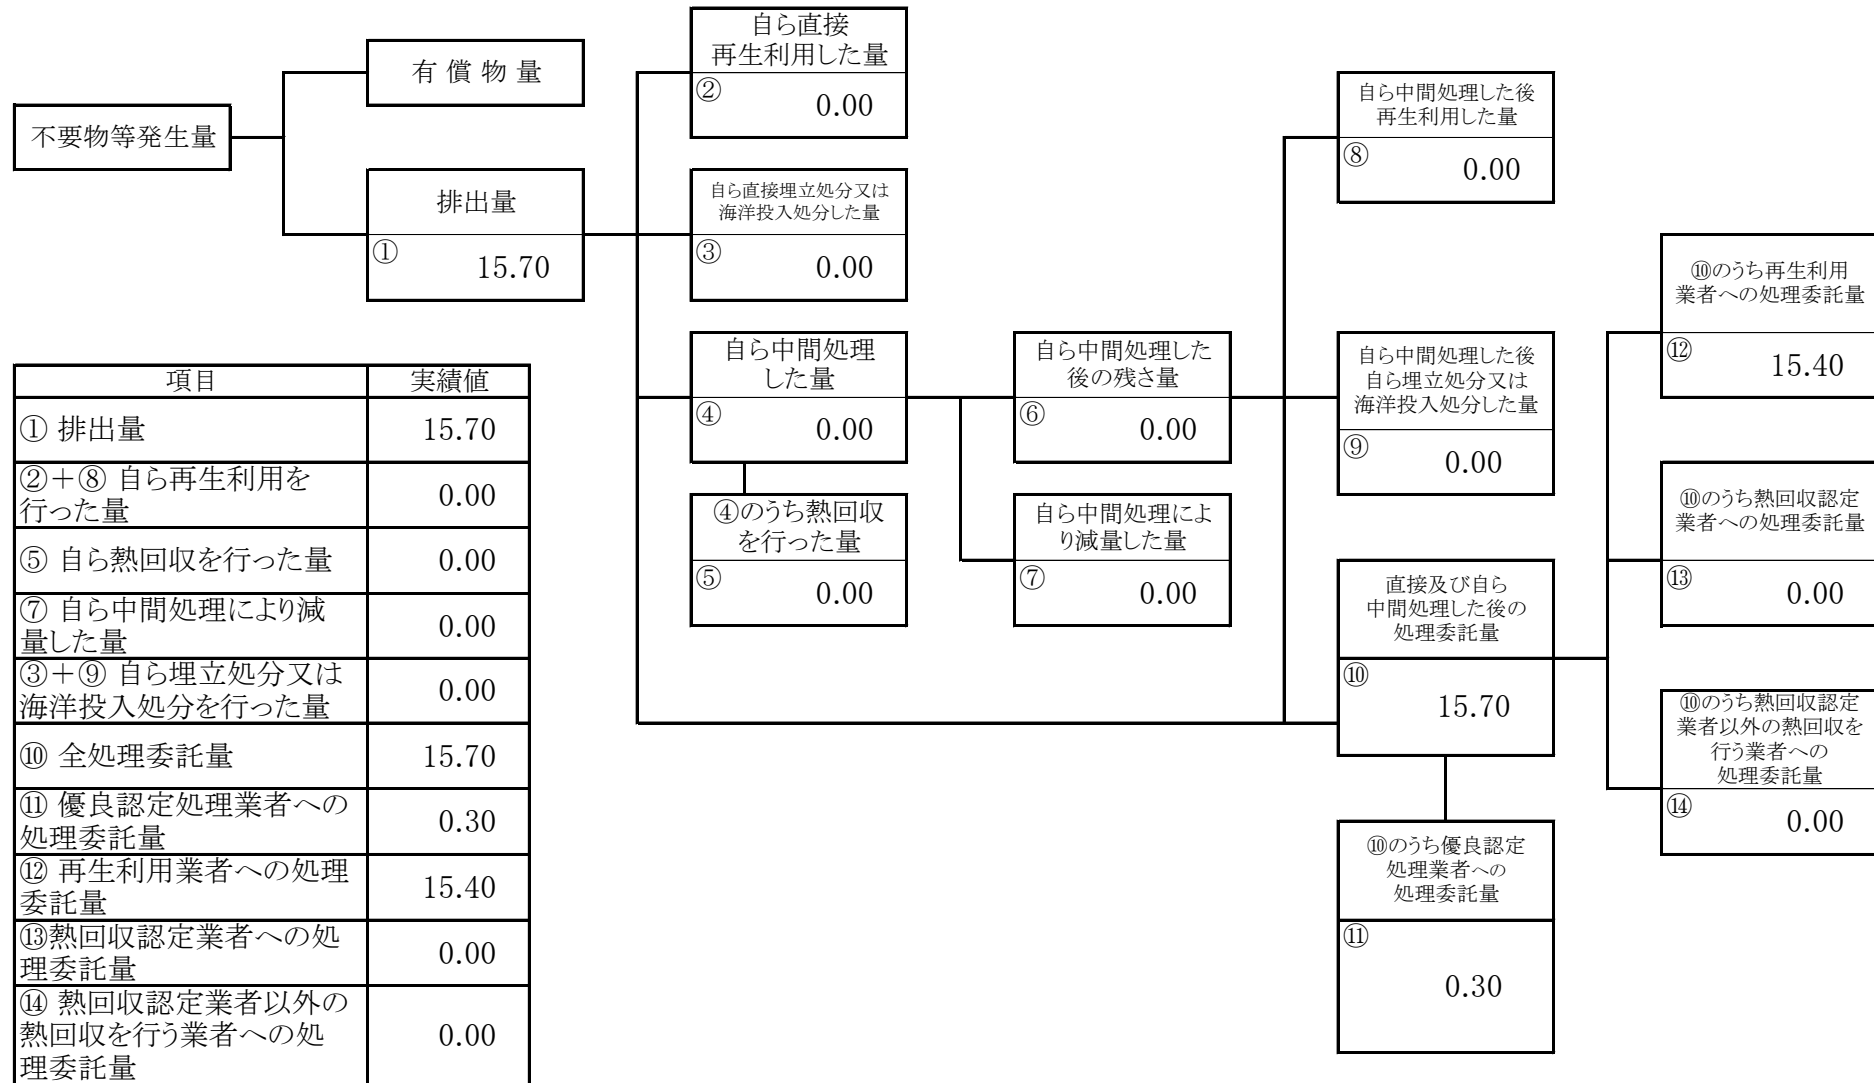 不要物等発生量
有 償 物 量
排出量
①
15.70
自ら直接
再生利用した量
②
0.00
自ら直接埋立処分又は
海洋投入処分した量
③
0.00
自ら中間処理
した量
④
0.00
④のうち熱回収
を行った量
⑤
0.00
自ら中間処理した
後の残さ量
⑥
0.00
自ら中間処理によ
り減量した量
⑦
0.00
自ら中間処理した後
再生利用した量
⑧
0.00
自ら中間処理した後
自ら埋立処分又は
海洋投入処分した量
⑨
0.00
直接及び自ら
中間処理した後の
処理委託量
⑩
15.70
⑩のうち優良認定
処理業者への
処理委託量
⑪
0.30
⑩のうち再生利用
業者への処理委託量
⑫
15.40
⑩のうち熱回収認定
業者への処理委託量
⑬
0.00
⑩のうち熱回収認定
業者以外の熱回収を
行う業者への
処理委託量
⑭
0.00
項目 実績値
① 排出量 15.70
②+⑧ 自ら再生利用を
行った量 0.00
⑤ 自ら熱回収を行った量 0.00
⑦ 自ら中間処理により減
量した量 0.00
③+⑨ 自ら埋立処分又は
海洋投入処分を行った量 0.00
⑩ 全処理委託量 15.70
⑪ 優良認定処理業者への
処理委託量 0.30
⑫ 再生利用業者への処理
委託量 15.40
⑬熱回収認定業者への処
理委託量 0.00
⑭ 熱回収認定業者以外の
熱回収を行う業者への処
理委託量 0.00